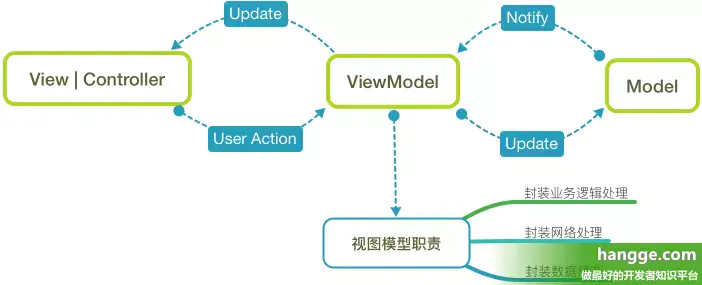 Update
Notify
View | Controller
ViewModel
Model
User Action
Update
封装业务逻辑处理
视图模型职责
封装网络处理
封装数据
hangge.com
做最好的开发者知识平台